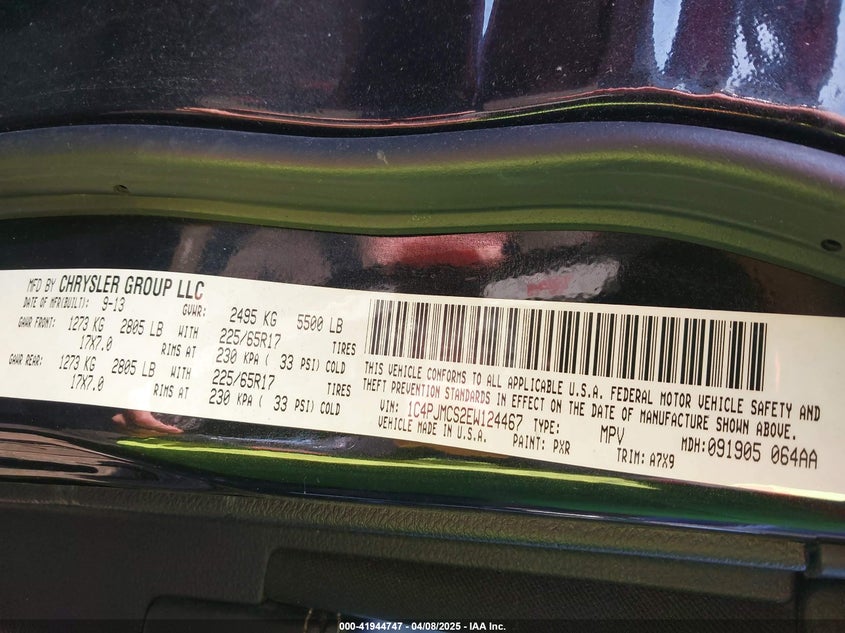 MFD BY CHRYSLER GROUP LLC
DATE OF MFR(BUILT): 9-13 GVWR: 2495 KG 5500 LB
GAWR FRONT: 1273 KG 2805 LB WITH 225/65R17 TIRES
17X7.0 RIMS AT 230 KPA ( 33 PSI) COLD
GAWR REAR: 1273 KG 2805 LB WITH 225/65R17 TIRES
17X7.0 RIMS AT 230 KPA ( 33 PSI) COLD
THIS VEHICLE CONFORMS TO ALL APPLICABLE U.S.A. FEDERAL MOTOR VEHICLE SAFETY AND
THEFT PREVENTION STANDARDS IN EFFECT ON THE DATE OF MANUFACTURE SHOWN ABOVE.
VIN: 1C4PJMCS2EW124467 TYPE: MPV MDH:091905 064AA
VEHICLE MADE IN U.S.A. PAINT: PXR TRIM: A7X9
000-41944747 - 04/08/2025 - IAA Inc.